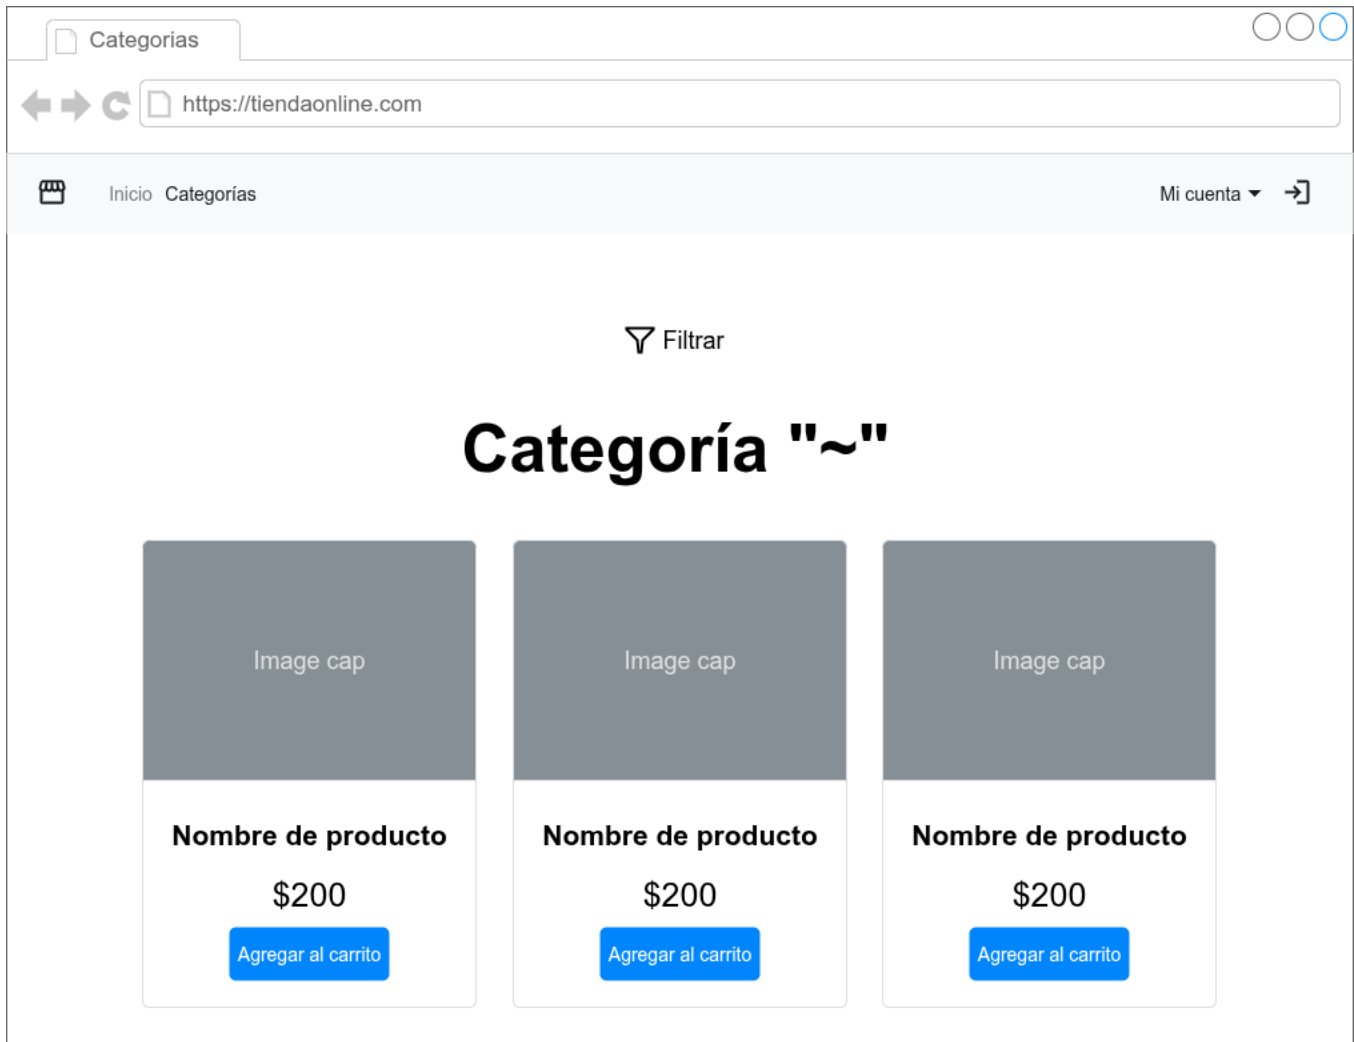 Categorias
https://tiendaonline.com
Inicio Categorías Mi cuenta
Filtrar
Categoría "~"
Image cap Image cap Image cap
Nombre de producto Nombre de producto Nombre de producto
$200 $200 $200
Agregar al carrito Agregar al carrito Agregar al carrito